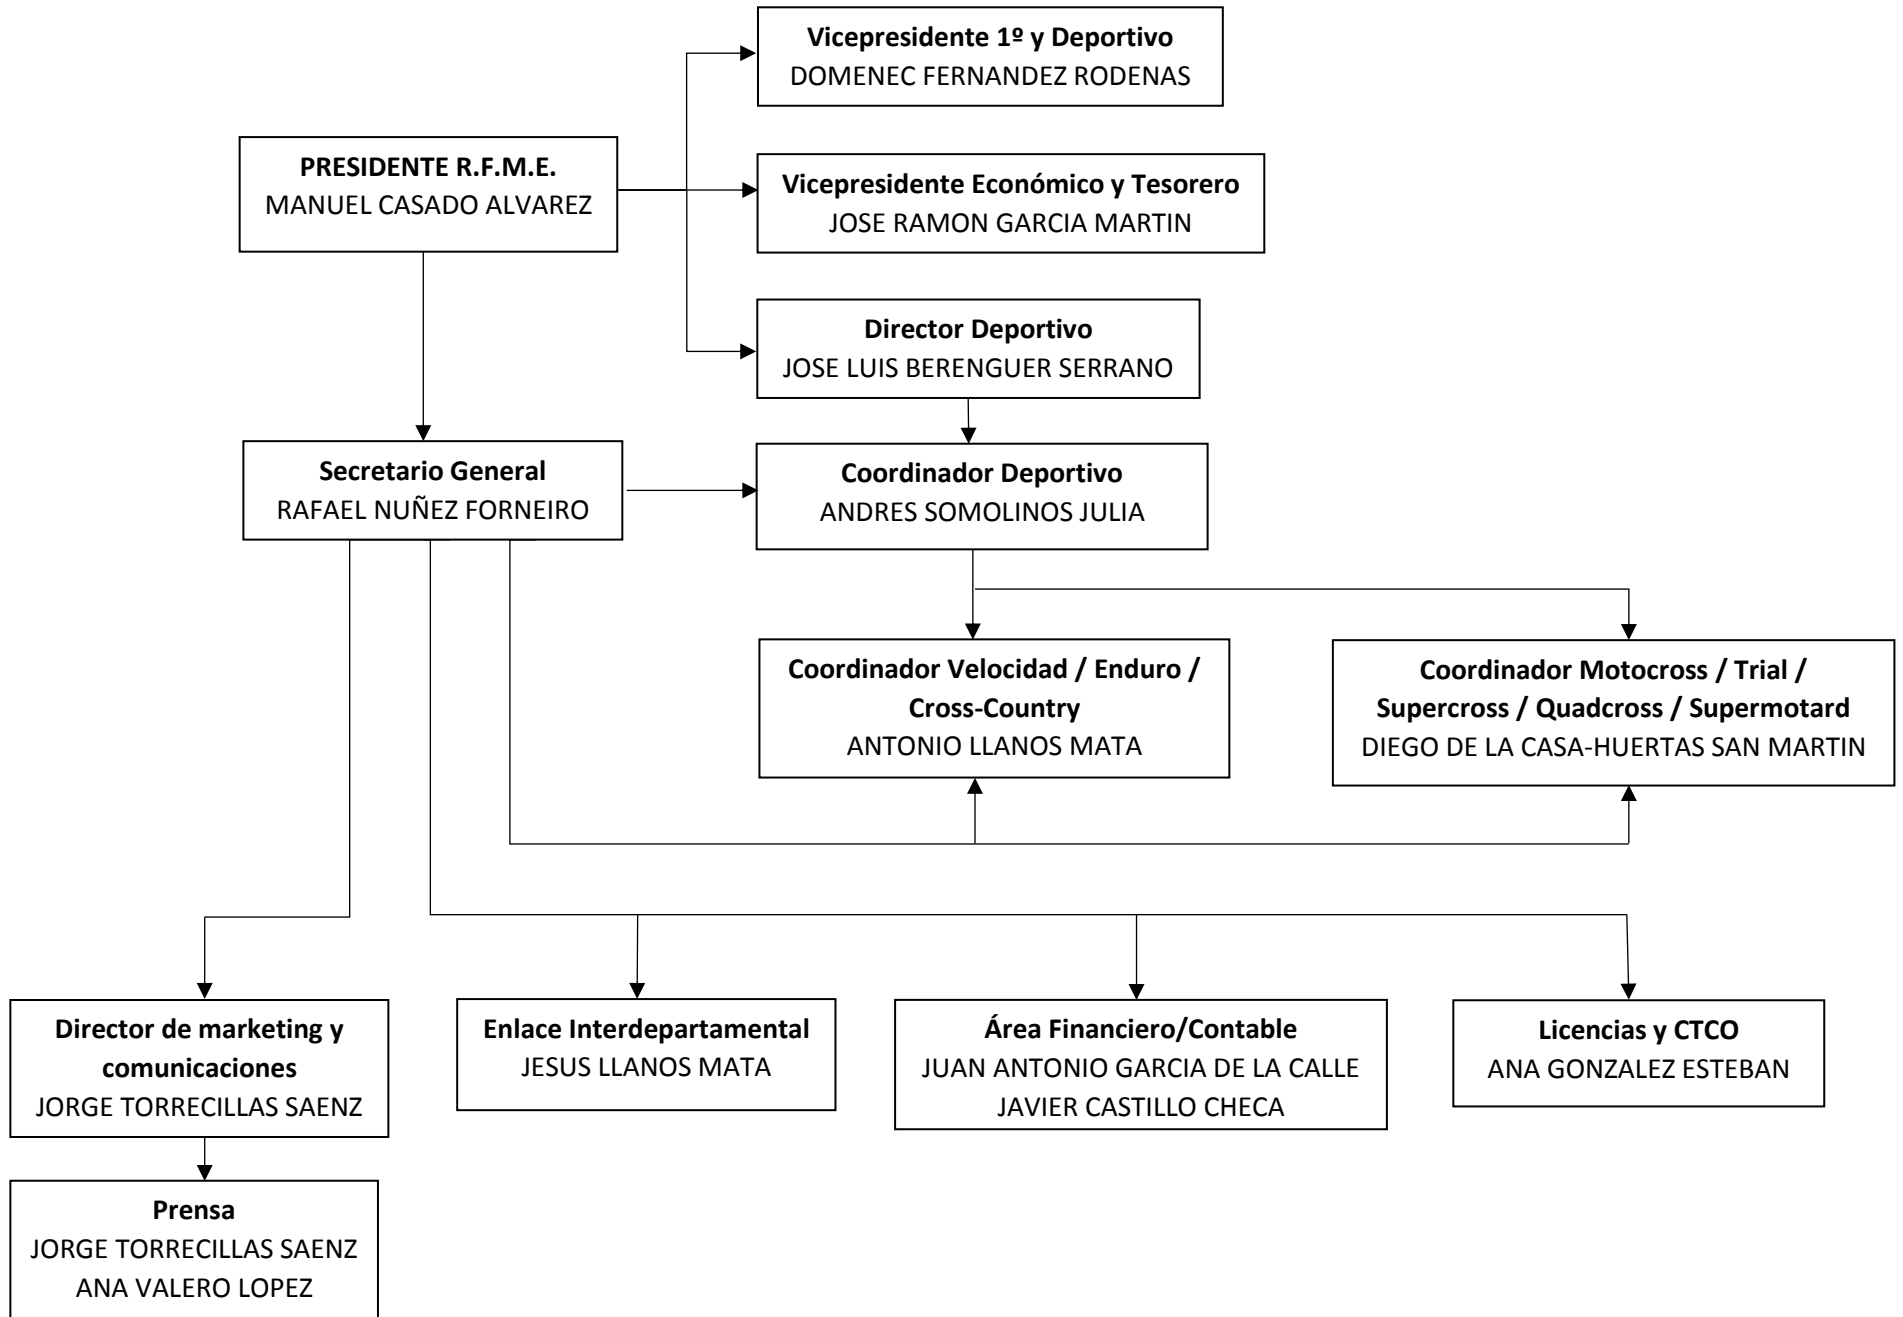 Vicepresidente 1º y Deportivo
DOMENEC FERNANDEZ RODENAS
PRESIDENTE R.F.M.E.
MANUEL CASADO ALVAREZ
Vicepresidente Económico y Tesorero
JOSE RAMON GARCIA MARTIN
Director Deportivo
JOSE LUIS BERENGUER SERRANO
Secretario General
RAFAEL NUÑEZ FORNEIRO
Coordinador Deportivo
ANDRES SOMOLINOS JULIA
Coordinador Velocidad / Enduro /
Cross-Country
ANTONIO LLANOS MATA
Coordinador Motocross / Trial /
Supercross / Quadcross / Supermotard
DIEGO DE LA CASA-HUERTAS SAN MARTIN
Director de marketing y
comunicaciones
JORGE TORRECILLAS SAENZ
Enlace Interdepartamental
JESUS LLANOS MATA
Área Financiero/Contable
JUAN ANTONIO GARCIA DE LA CALLE
JAVIER CASTILLO CHECA
Licencias y CTCO
ANA GONZALEZ ESTEBAN
Prensa
JORGE TORRECILLAS SAENZ
ANA VALERO LOPEZ